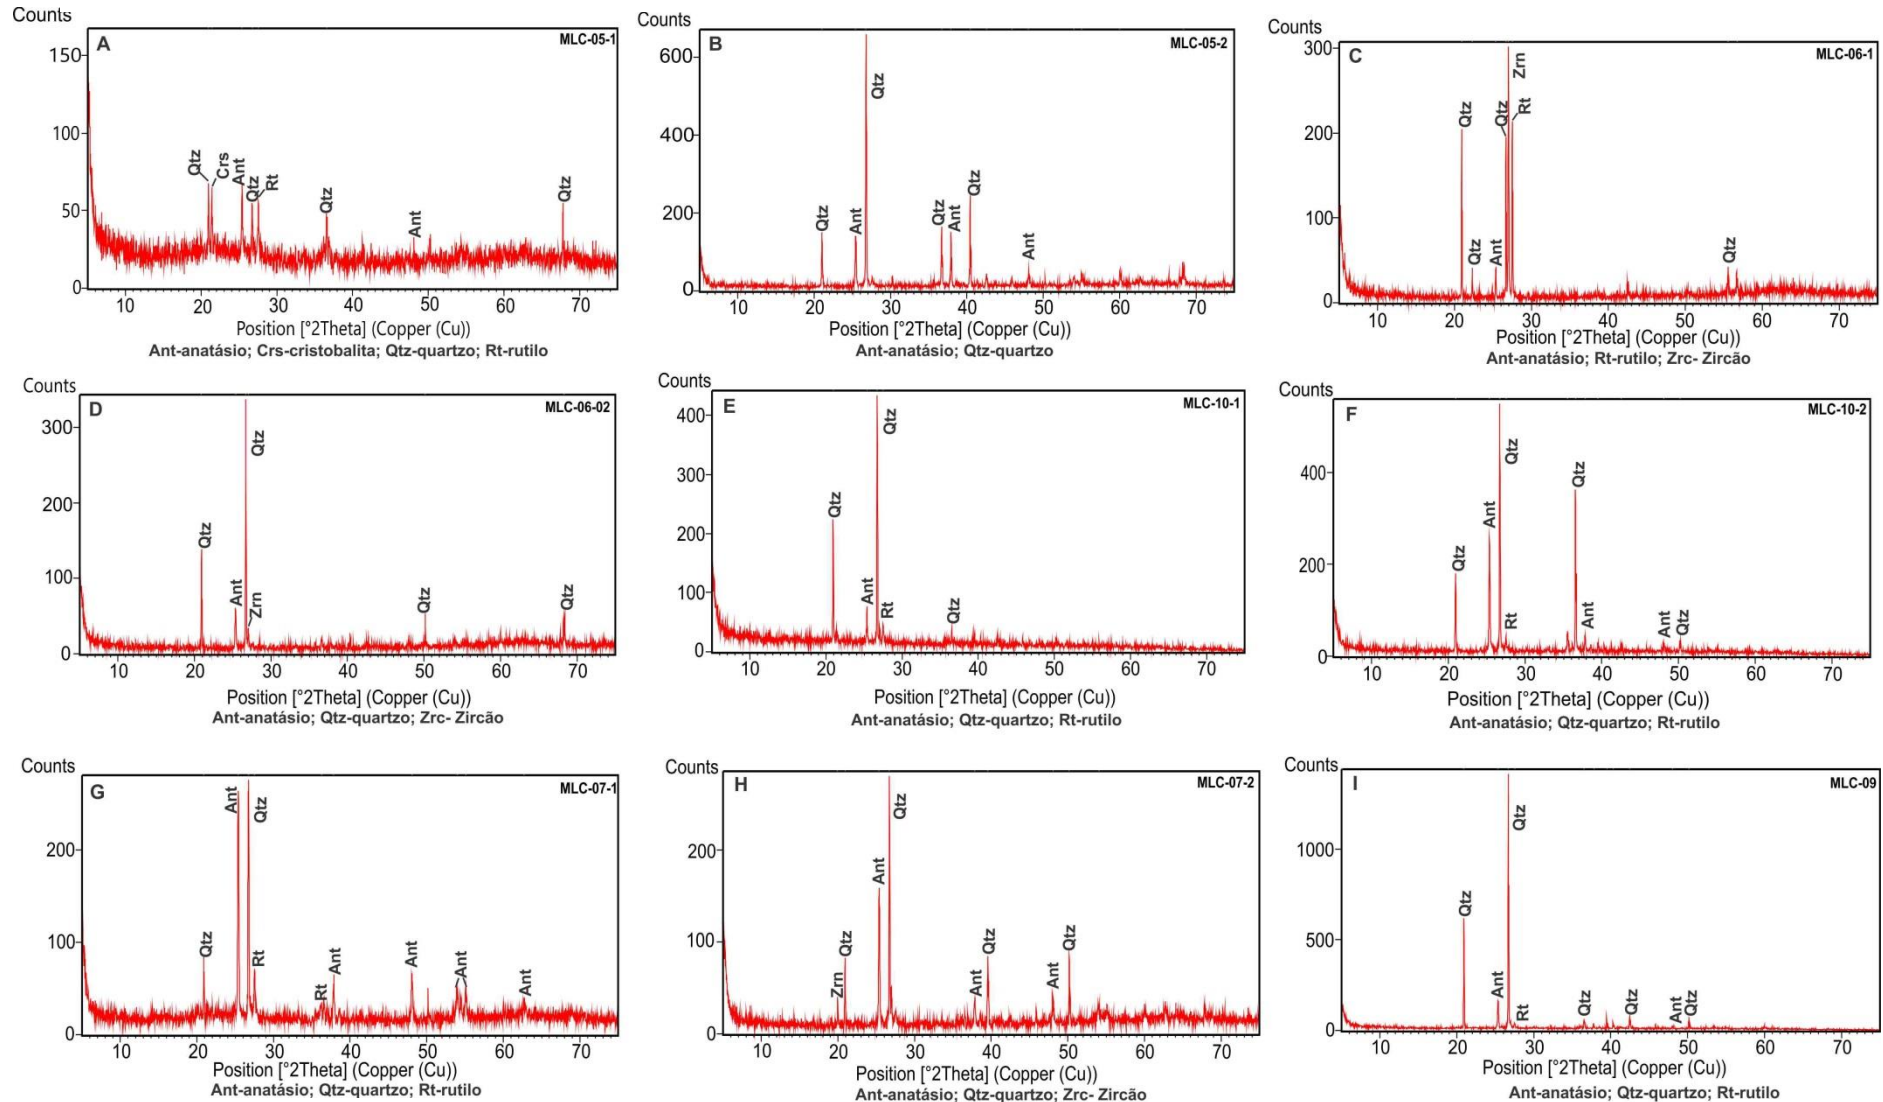 Counts
A
MLC-05-1
150
100
50
0
Qtz
Crs
Ant
Qtz
Rt
Qtz
Ant
Qtz
10 20 30 40 50 60 70
Position [°2Theta] (Copper (Cu))
Ant-anatásio; Crs-cristobalita; Qtz-quartzo; Rt-rutilo
Counts
B
MLC-05-2
600
400
200
0
Qtz
Ant
Qtz
Qtz
Ant
Qtz
Ant
10 20 30 40 50 60 70
Position [°2Theta] (Copper (Cu))
Ant-anatásio; Qtz-quartzo
Counts
C
MLC-06-1
300
200
100
0
Qtz
Qtz
Ant
Qtz
Zrn
Rt
Qtz
10 20 30 40 50 60 70
Position [°2Theta] (Copper (Cu))
Ant-anatásio; Rt-rutilo; Zrc- Zircão
Counts
D
MLC-06-02
300
200
100
0
Qtz
Ant
Qtz
Zrn
Qtz
Qtz
10 20 30 40 50 60 70
Position [°2Theta] (Copper (Cu))
Ant-anatásio; Qtz-quartzo; Zrc- Zircão
Counts
E
MLC-10-1
400
300
200
100
0
Qtz
Ant
Qtz
Rt
Qtz
10 20 30 40 50 60 70
Position [°2Theta] (Copper (Cu))
Ant-anatásio; Qtz-quartzo; Rt-rutilo
Counts
F
MLC-10-2
400
200
0
Qtz
Ant
Qtz
Rt
Qtz
Ant
Ant
Qtz
10 20 30 40 50 60 70
Position [°2Theta] (Copper (Cu))
Ant-anatásio; Qtz-quartzo; Rt-rutilo
Counts
G
MLC-07-1
200
100
0
Qtz
Ant
Qtz
Rt
Rt
Ant
Ant
Ant
Ant
10 20 30 40 50 60 70
Position [°2Theta] (Copper (Cu))
Ant-anatásio; Qtz-quartzo; Rt-rutilo
Counts
H
MLC-07-2
200
100
0
Zrn
Qtz
Ant
Qtz
Ant
Qtz
Ant
Qtz
10 20 30 40 50 60 70
Position [°2Theta] (Copper (Cu))
Ant-anatásio; Qtz-quartzo; Zrc- Zircão
Counts
I
MLC-09
1000
500
0
Qtz
Ant
Qtz
Rt
Qtz
Qtz
Ant
Qtz
10 20 30 40 50 60 70
Position [°2Theta] (Copper (Cu))
Ant-anatásio; Qtz-quartzo; Rt-rutilo